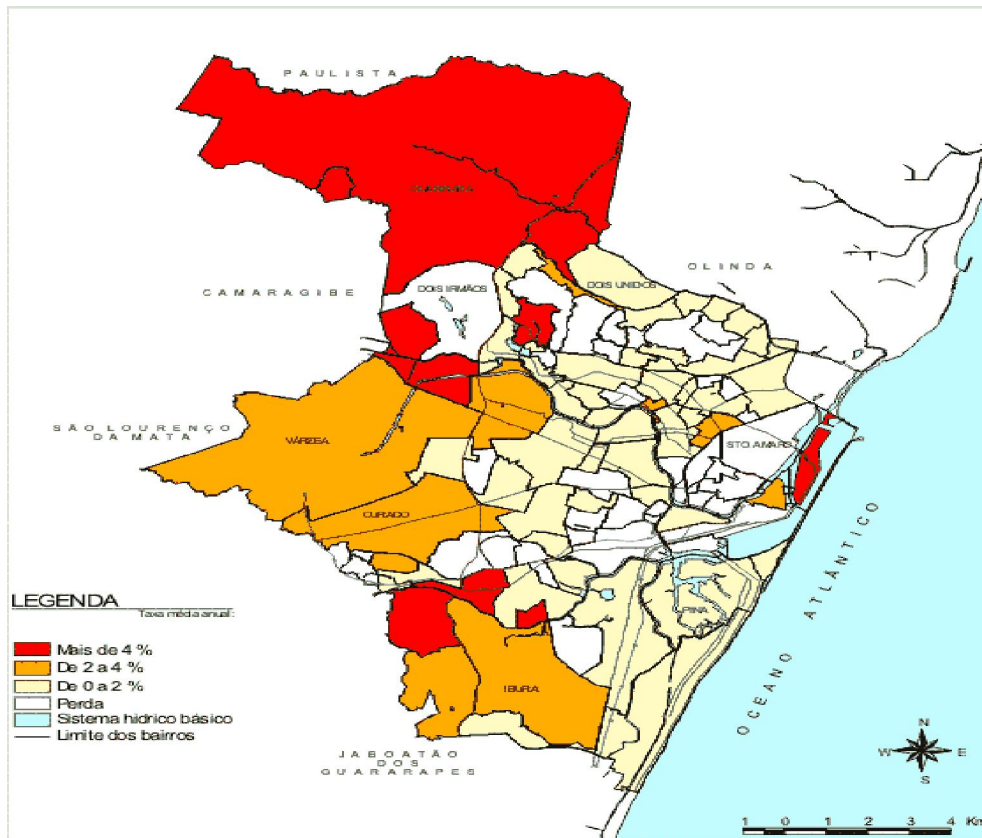 PAULISTA
OLINDA
CAMARAGIBE
DOIS IRMÃOS
DOIS UNIDOS
SÃO LOURENÇO
DA MATA
VÁRZEA
STO. AMARO
CURADO
OCEANO ATLÂNTICO
PINA
IBURA
JABOATÃO
DOS
GUARARAPES
LEGENDA
Taxa média anual:
Mais de 4 %
De 2 a 4 %
De 0 a 2 %
Perda
Sistema hídrico básico
Limite dos bairros
N
W E
S
1 0 1 2 3 4 Km